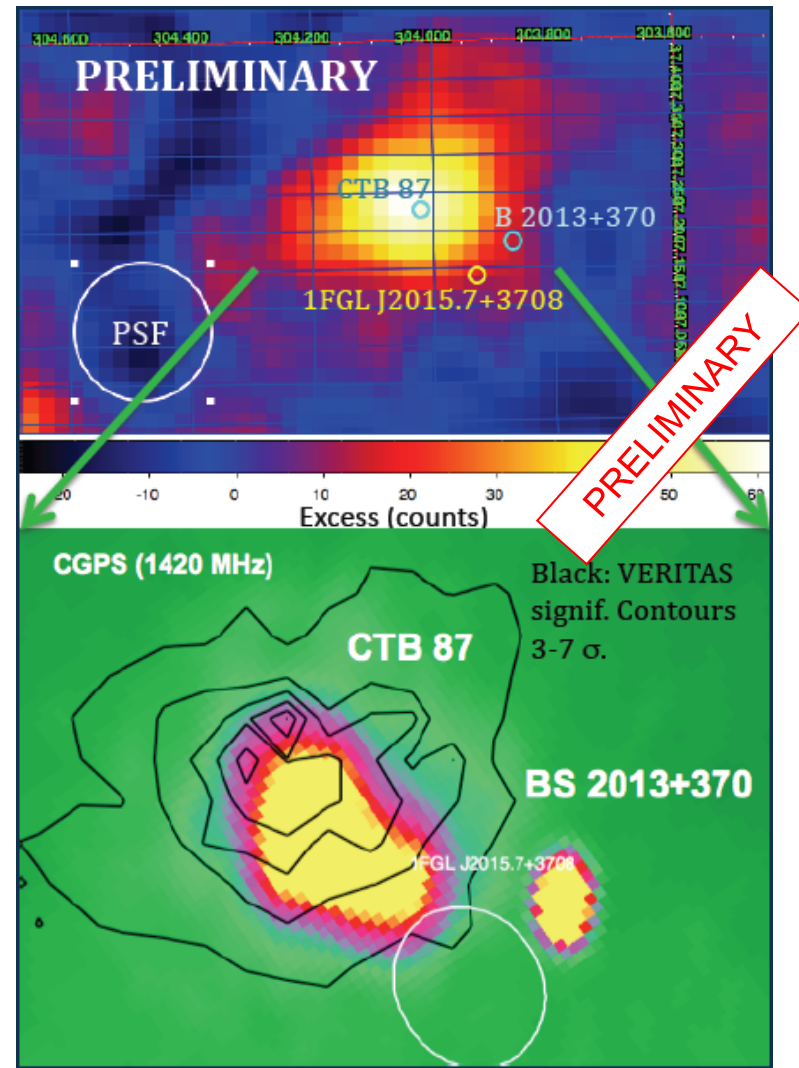 304.600 304.400 304.200 304.000 303.800 303.600
PRELIMINARY
CTB 87
B 2013+370
1FGL J2015.7+3708
PSF
PRELIMINARY
-20 -10 0 10 20 30 50 60
Excess (counts)
CGPS (1420 MHz)
Black: VERITAS
signif. Contours
3-7 σ.
CTB 87
BS 2013+370
1FGL J2015.7+3708